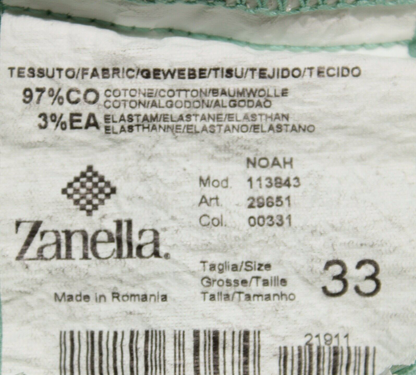 TESSUTO/FABRIC/GEWEBE/TISU/TEJIDO/TECIDO
97%CO COTONE/COTTON/BAUMWOLLE
COTON/ALGODON/ALGODAO
3%EA ELASTAM/ELASTANE/ELASTHAN
ELASTHANNE/ELASTANO/ELASTANO
NOAH
Mod. 113843
Art. 29651
Col. 00331
Zanella.
Taglia/Size
Grosse/Taille
Talla/Tamanho
33
Made in Romania
21911